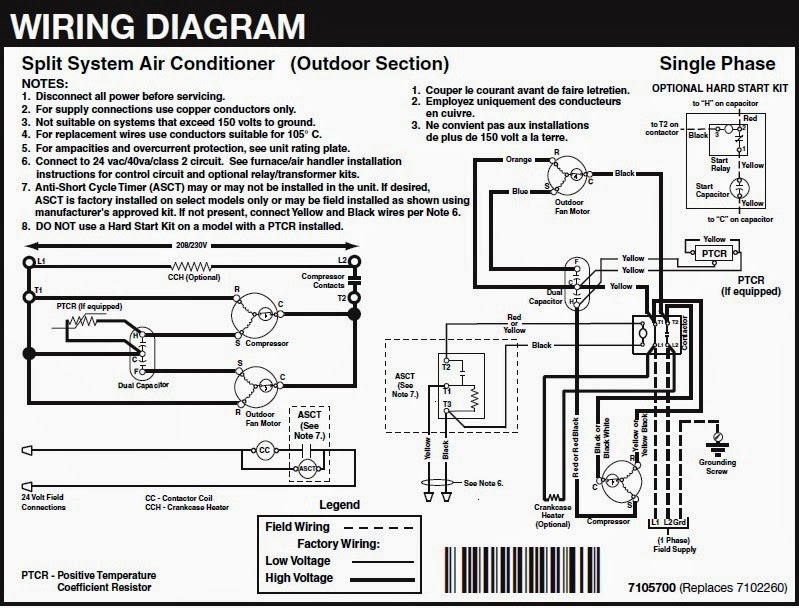 WIRING DIAGRAM
Split System Air Conditioner (Outdoor Section)
Single Phase
NOTES:
1. Disconnect all power before servicing.
2. For supply connections use copper conductors only.
3. Not suitable on systems that exceed 150 volts to ground.
4. For replacement wires use conductors suitable for 105° C.
5. For ampacities and overcurrent protection, see unit rating plate.
6. Connect to 24 vac/40va/class 2 circuit. See furnace/air handler installation
instructions for control circuit and optional relay/transformer kits.
7. Anti-Short Cycle Timer (ASCT) may or may not be installed in the unit. If desired,
ASCT is factory installed on select models only or may be field installed as shown using
manufacturer's approved kit. If not present, connect Yellow and Black wires per Note 6.
8. DO NOT use a Hard Start Kit on a model with a PTCR installed.
1. Couper le courant avant de faire letretien.
2. Employez uniquement des conducteurs
en cuivre.
3. Ne convient pas aux installations
de plus de 150 volt a la terre.
OPTIONAL HARD START KIT
to "H" on capacitor
Red
to T2 on
contactor
Black
3
2
1
Start
Relay
Yellow
Start
Capacitor
Yellow
to "C" on capacitor
Orange
R
Blue
S
C
Black
Outdoor
Fan Motor
F
C
H
Dual
Capacitor
Yellow
Yellow
Yellow
Yellow
PTCR
PTCR
(If equipped)
208/230V
L1
L2
CCH (Optional)
Compressor
Contacts
T1
T2
PTCR (If equipped)
R
C
S
Compressor
H
C
F
Dual Capacitor
S
C
R
Outdoor
Fan Motor
ASCT
(See
Note 7.)
CC
ASCT
24 Volt Field
Connections
CC - Contactor Coil
CCH - Crankcase Heater
Red
or
Yellow
Black
ASCT
(See
Note 7.)
T2
T1
T3
Yellow
Black
See Note 6.
T1
T2
L1
L2
Contactor
Red or Red Black
Black or
Black White
Yellow or
Yellow Black
R
C
S
Compressor
Crankcase
Heater
(Optional)
Grounding
Screw
L1 L2 Grd
(1 Phase)
Field Supply
Legend
Field Wiring
Factory Wiring:
Low Voltage
High Voltage
PTCR - Positive Temperature
Coefficient Resistor
7105700 (Replaces 7102260)